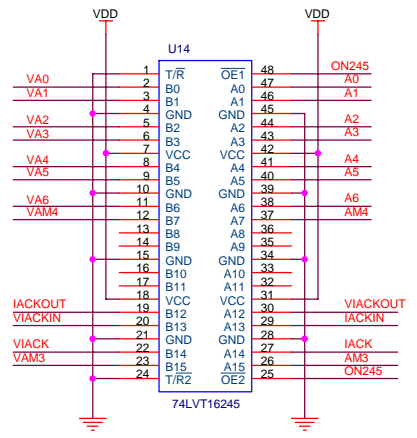 VDD VDD
U14
1 T/R OE1 48 ON245
VA0 2 B0 A0 47 A0
VA1 3 B1 A1 46 A1
4 GND GND 45
VA2 5 B2 A2 44 A2
VA3 6 B3 A3 43 A3
7 VCC VCC 42
VA4 8 B4 A4 41 A4
VA5 9 B5 A5 40 A5
10 GND GND 39
VA6 11 B6 A6 38 A6
VAM4 12 B7 A7 37 AM4
13 B8 A8 36
14 B9 A9 35
15 GND GND 34
16 B10 A10 33
17 B11 A11 32
18 VCC VCC 31
IACKOUT 19 B12 A12 30 VIACKOUT
VIACKIN 20 B13 A13 29 IACKIN
21 GND GND 28
VIACK 22 B14 A14 27 IACK
VAM3 23 B15 A15 26 AM3
24 T/R2 OE2 25 ON245
74LVT16245